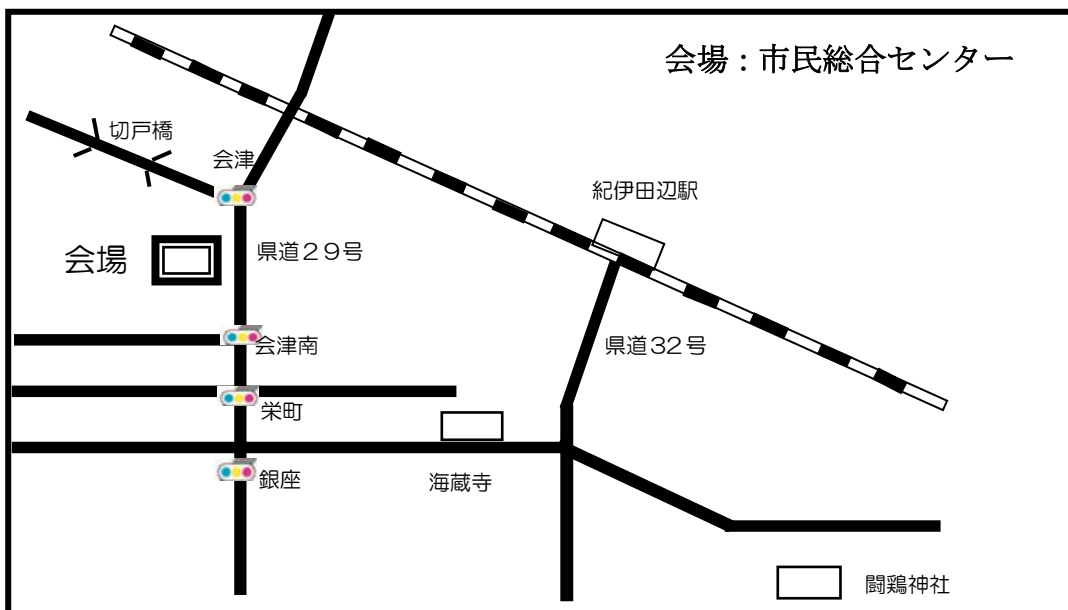 会場：市民総合センター
切戸橋
会津
紀伊田辺駅
会場
県道２９号
会津南
県道３２号
栄町
銀座
海蔵寺
闘鶏神社